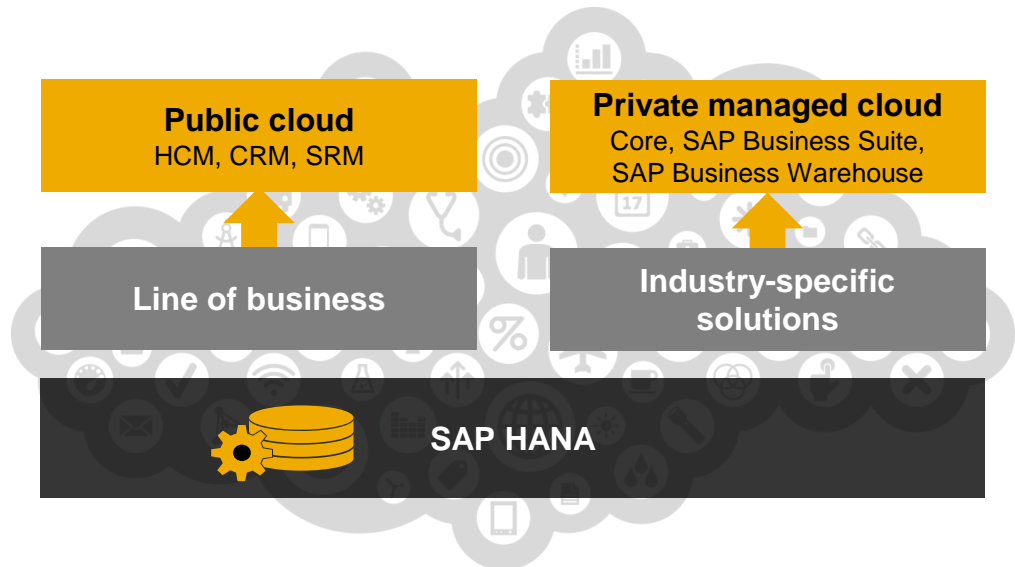 Public cloud
HCM, CRM, SRM
Private managed cloud
Core, SAP Business Suite,
SAP Business Warehouse
17
Line of business
Industry-specific
solutions
%
SAP HANA